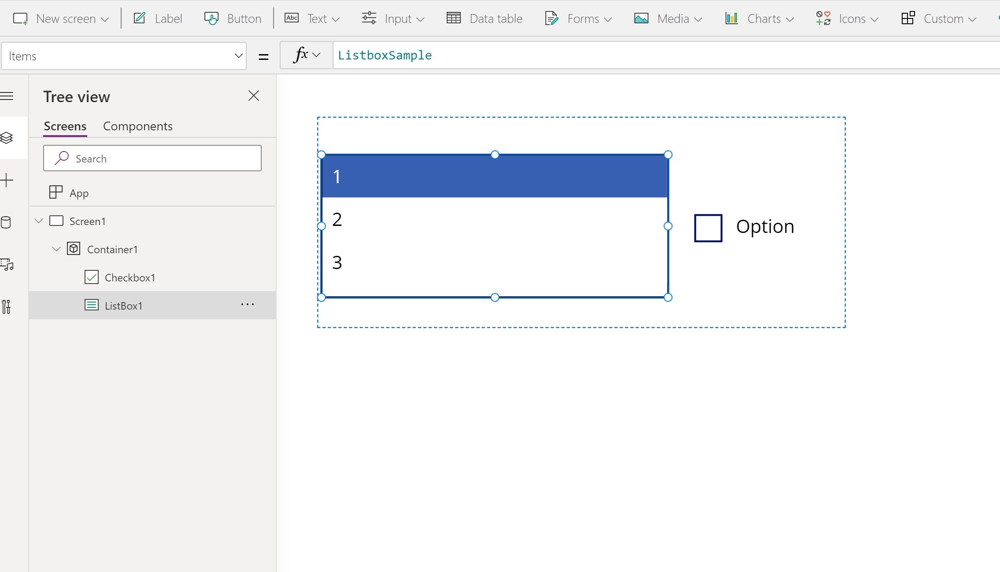 New screen Label Button Abc Text Input Data table Forms Media Charts Icons Custom
Items = fx ListboxSample
Tree view
Screens Components
Search
App
Screen1
Container1
Checkbox1
ListBox1
1
2
3
Option